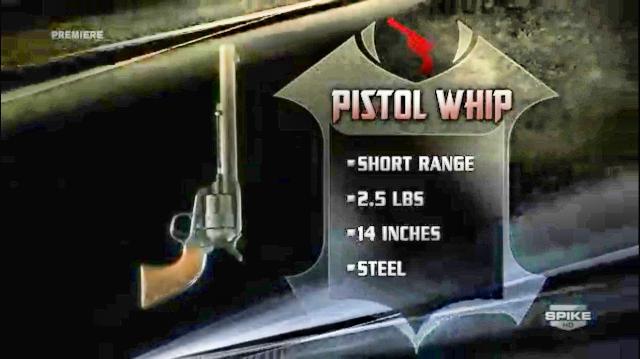 PREMIERE
PISTOL WHIP
SHORT RANGE
2.5 LBS
14 INCHES
STEEL
SPIKE
HD